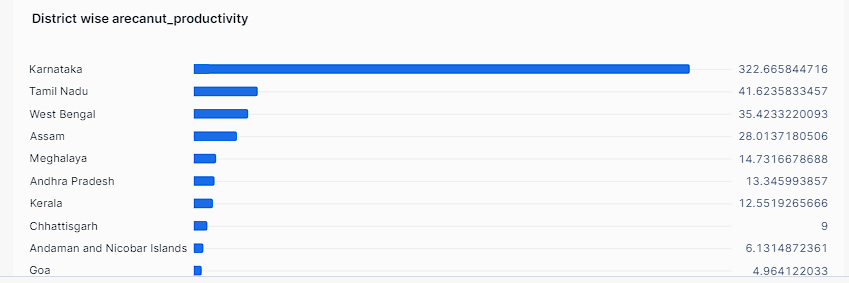 District wise arecanut_productivity
Karnataka 322.665844716
Tamil Nadu 41.6235833457
West Bengal 35.4233220093
Assam 28.0137180506
Meghalaya 14.7316678688
Andhra Pradesh 13.345993857
Kerala 12.5519265666
Chhattisgarh 9
Andaman and Nicobar Islands 6.1314872361
Goa 4.964122033